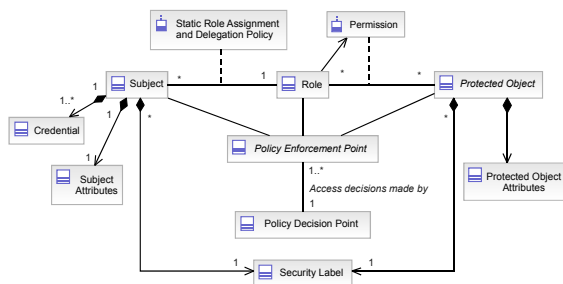 Static Role Assignment
and Delegation Policy
Permission
1
Subject
*
1
Role
*
*
Protected Object
1..*
1
*
*
Credential
Policy Enforcement Point
1..*
1
Subject
Attributes
Access decisions made by
Protected Object
Attributes
1
Policy Decision Point
1
Security Label
1